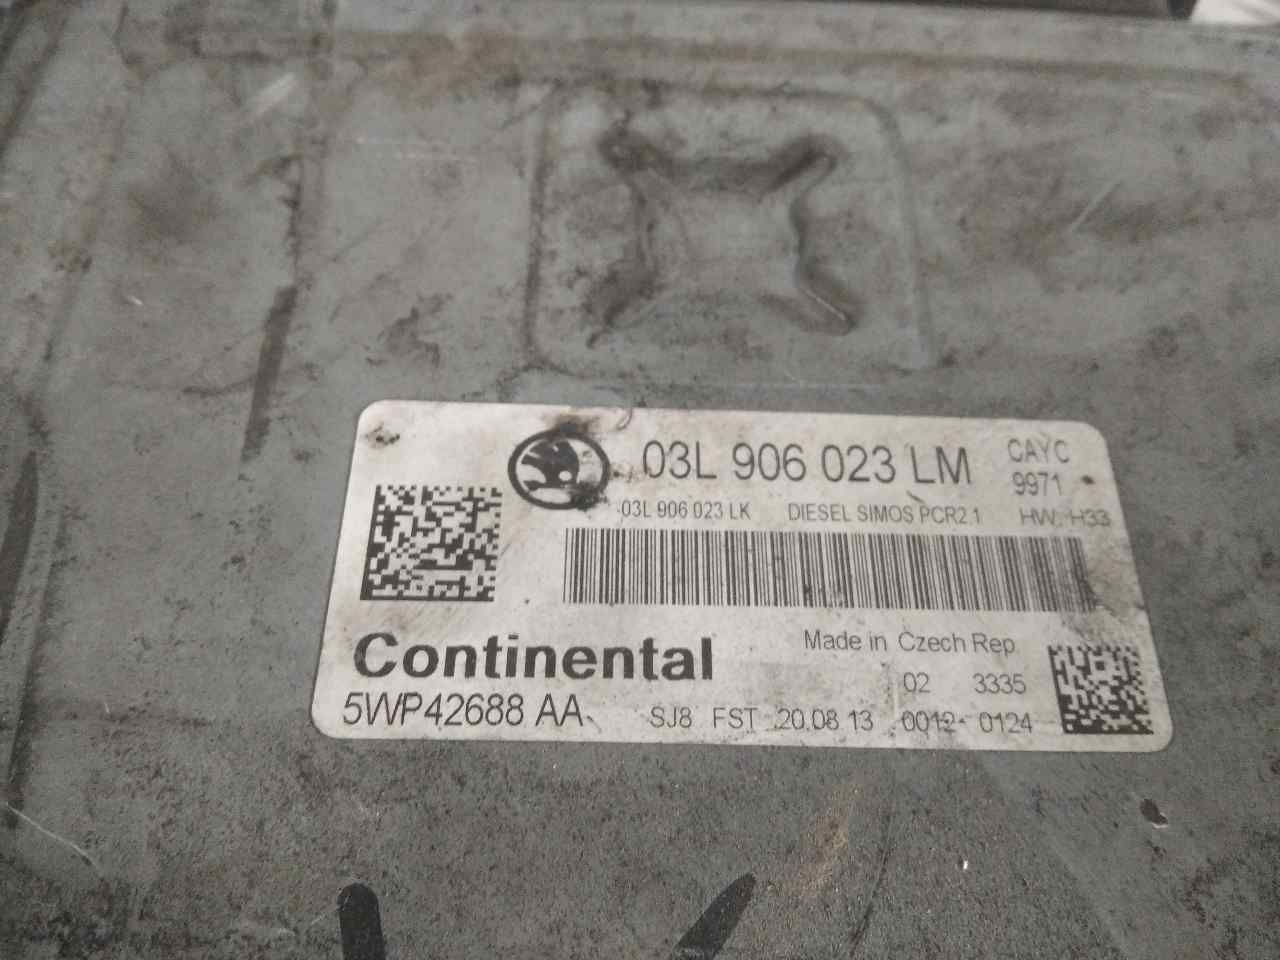 03L 906 023 LM CAYC
9971
03L 906 023 LK DIESEL SIMOS PCR2.1 HW: H33
Continental Made in Czech Rep.
02 3335
5WP42688 AA SJ8 FST 20.08.13 0012 0124